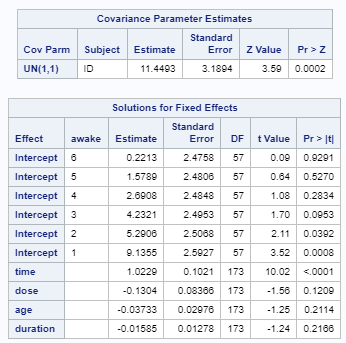 Covariance Parameter Estimates
Cov Parm Subject Estimate Standard Error Z Value Pr > Z
UN(1,1) ID 11.4493 3.1894 3.59 0.0002
Solutions for Fixed Effects
Effect awake Estimate Standard Error DF t Value Pr > |t|
Intercept 6 0.2213 2.4758 57 0.09 0.9291
Intercept 5 1.5789 2.4806 57 0.64 0.5270
Intercept 4 2.6908 2.4848 57 1.08 0.2834
Intercept 3 4.2321 2.4953 57 1.70 0.0953
Intercept 2 5.2906 2.5068 57 2.11 0.0392
Intercept 1 9.1355 2.5927 57 3.52 0.0008
time 1.0229 0.1021 173 10.02 <.0001
dose -0.1304 0.08366 173 -1.56 0.1209
age -0.03733 0.02976 173 -1.25 0.2114
duration -0.01585 0.01278 173 -1.24 0.2166